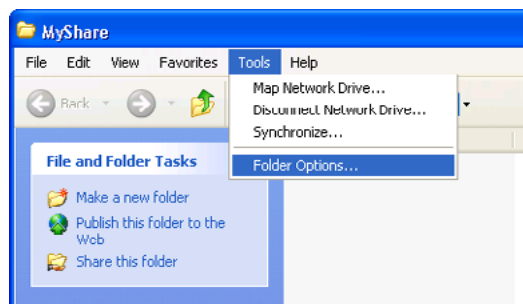 MyShare
File Edit View Favorites Tools Help
Map Network Drive...
Back
Disconnect Network Drive...
Synchronize...
File and Folder Tasks
Folder Options...
Make a new folder
Publish this folder to the
Web
Share this folder